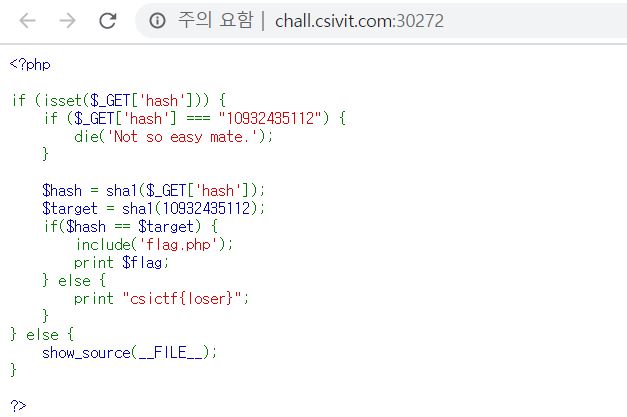 주의 요함 | chall.csivit.com:30272
<?php
if (isset($_GET['hash'])) {
    if ($_GET['hash'] === "10932435112") {
        die('Not so easy mate.');
    }
    $hash = sha1($_GET['hash']);
    $target = sha1(10932435112);
    if($hash == $target) {
        include('flag.php');
        print $flag;
    } else {
        print "csictf{loser}";
    }
} else {
    show_source(__FILE__);
}
?>